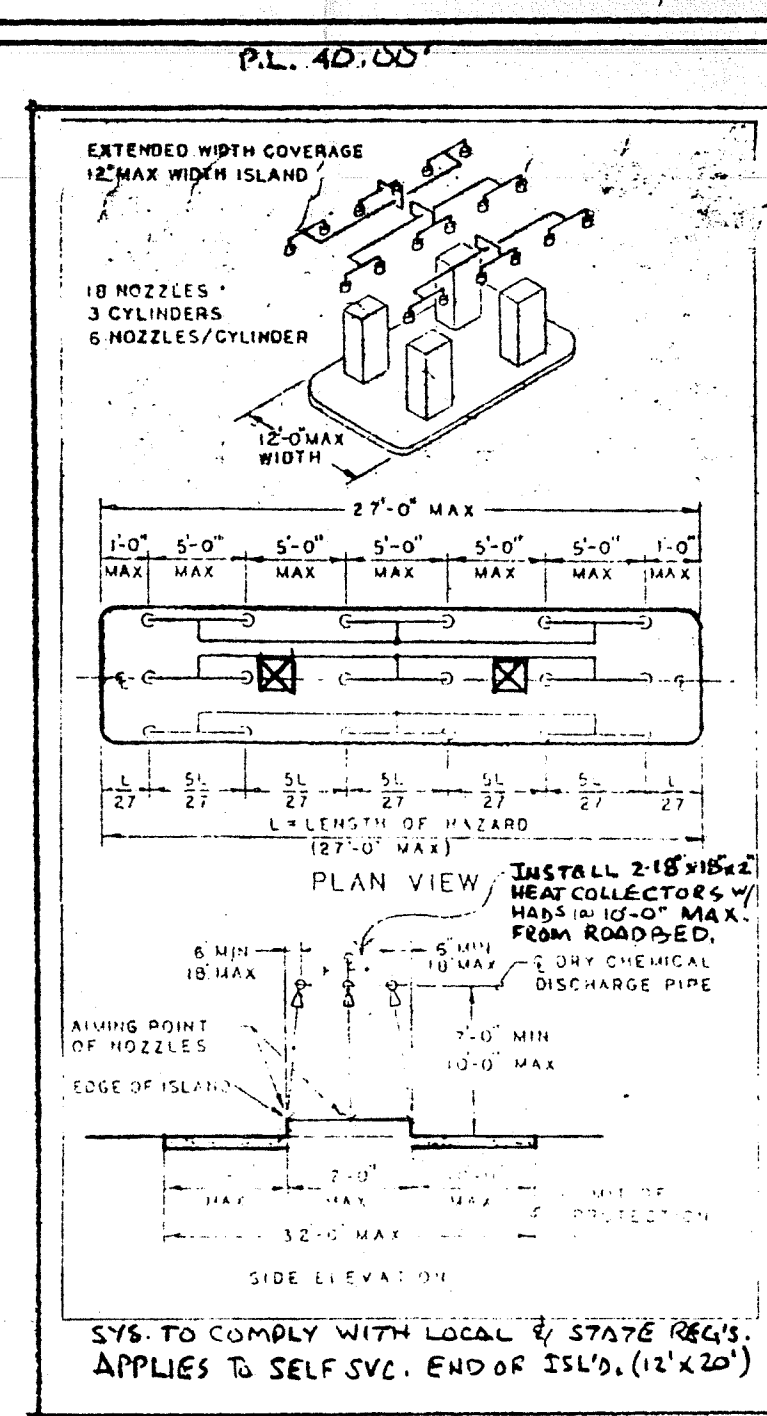 P.L. 40.00'
EXTENDED WIDTH COVERAGE
12"MAX WIDTH ISLAND
18 NOZZLES
3 CYLINDERS
6 NOZZLES/CYLINDER
12'-0"MAX
WIDTH
27'-0" MAX
1'-0" 5'-0" 5'-0" 5'-0" 5'-0" 5'-0" 1'-0"
MAX MAX MAX MAX MAX MAX MAX
L 5L 5L 5L 5L 5L L
27 27 27 27 27 27 27
L = LENGTH OF HAZARD
(27'-0" MAX)
PLAN VIEW
INSTALL 2-18"x18"x2"
HEAT COLLECTORS W/
HADS @ 10'-0" MAX.
FROM ROADBED.
6" MIN
18" MAX
6" MIN
18" MAX
DRY CHEMICAL
DISCHARGE PIPE
AIMING POINT
OF NOZZLES
EDGE OF ISLAND
7'-0" MIN
10'-0" MAX
MAX MAX MAX
OF
PROTECTION
32'-0" MAX
SIDE ELEVATION
SYS. TO COMPLY WITH LOCAL & STATE REG'S.
APPLIES TO SELF SVC. END OF ISL'D. (12'x20')